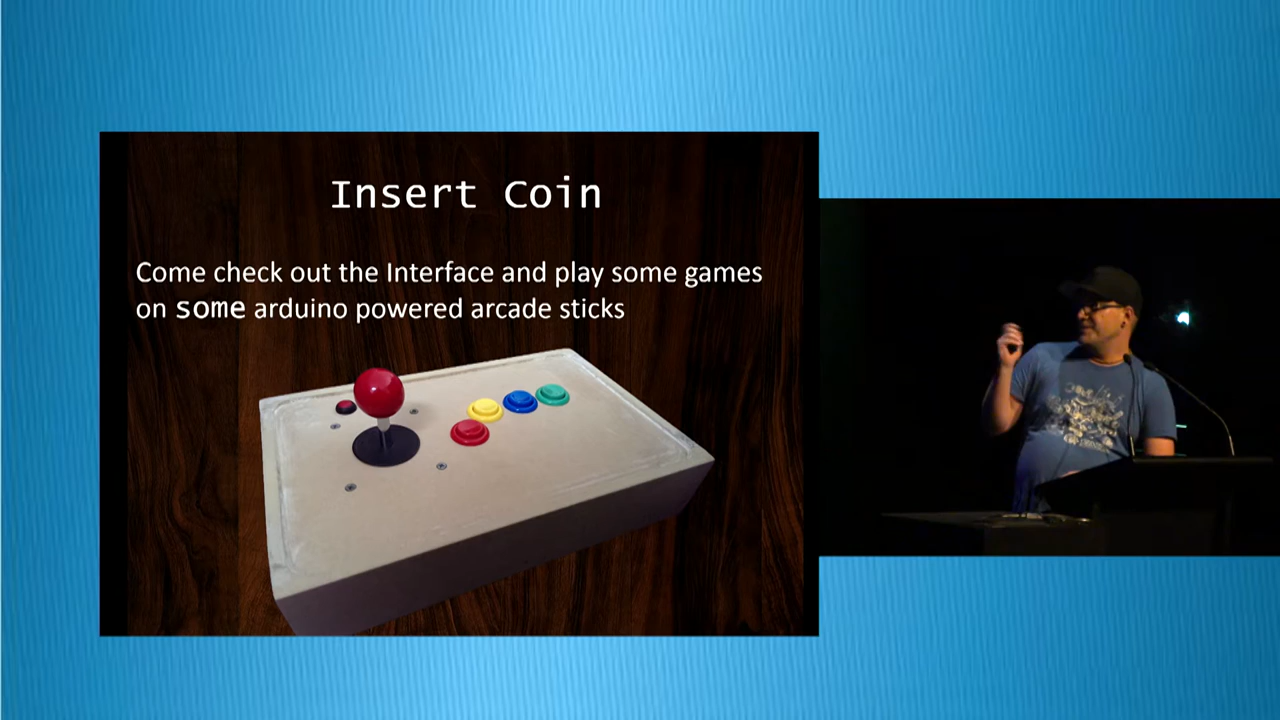 Insert Coin
Come check out the Interface and play some games
on some arduino powered arcade sticks